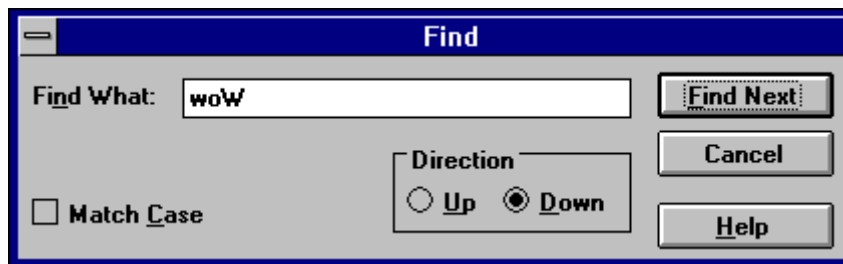 Find
Find What: woW
Find Next
Direction
Cancel
Match Case
Up Down
Help